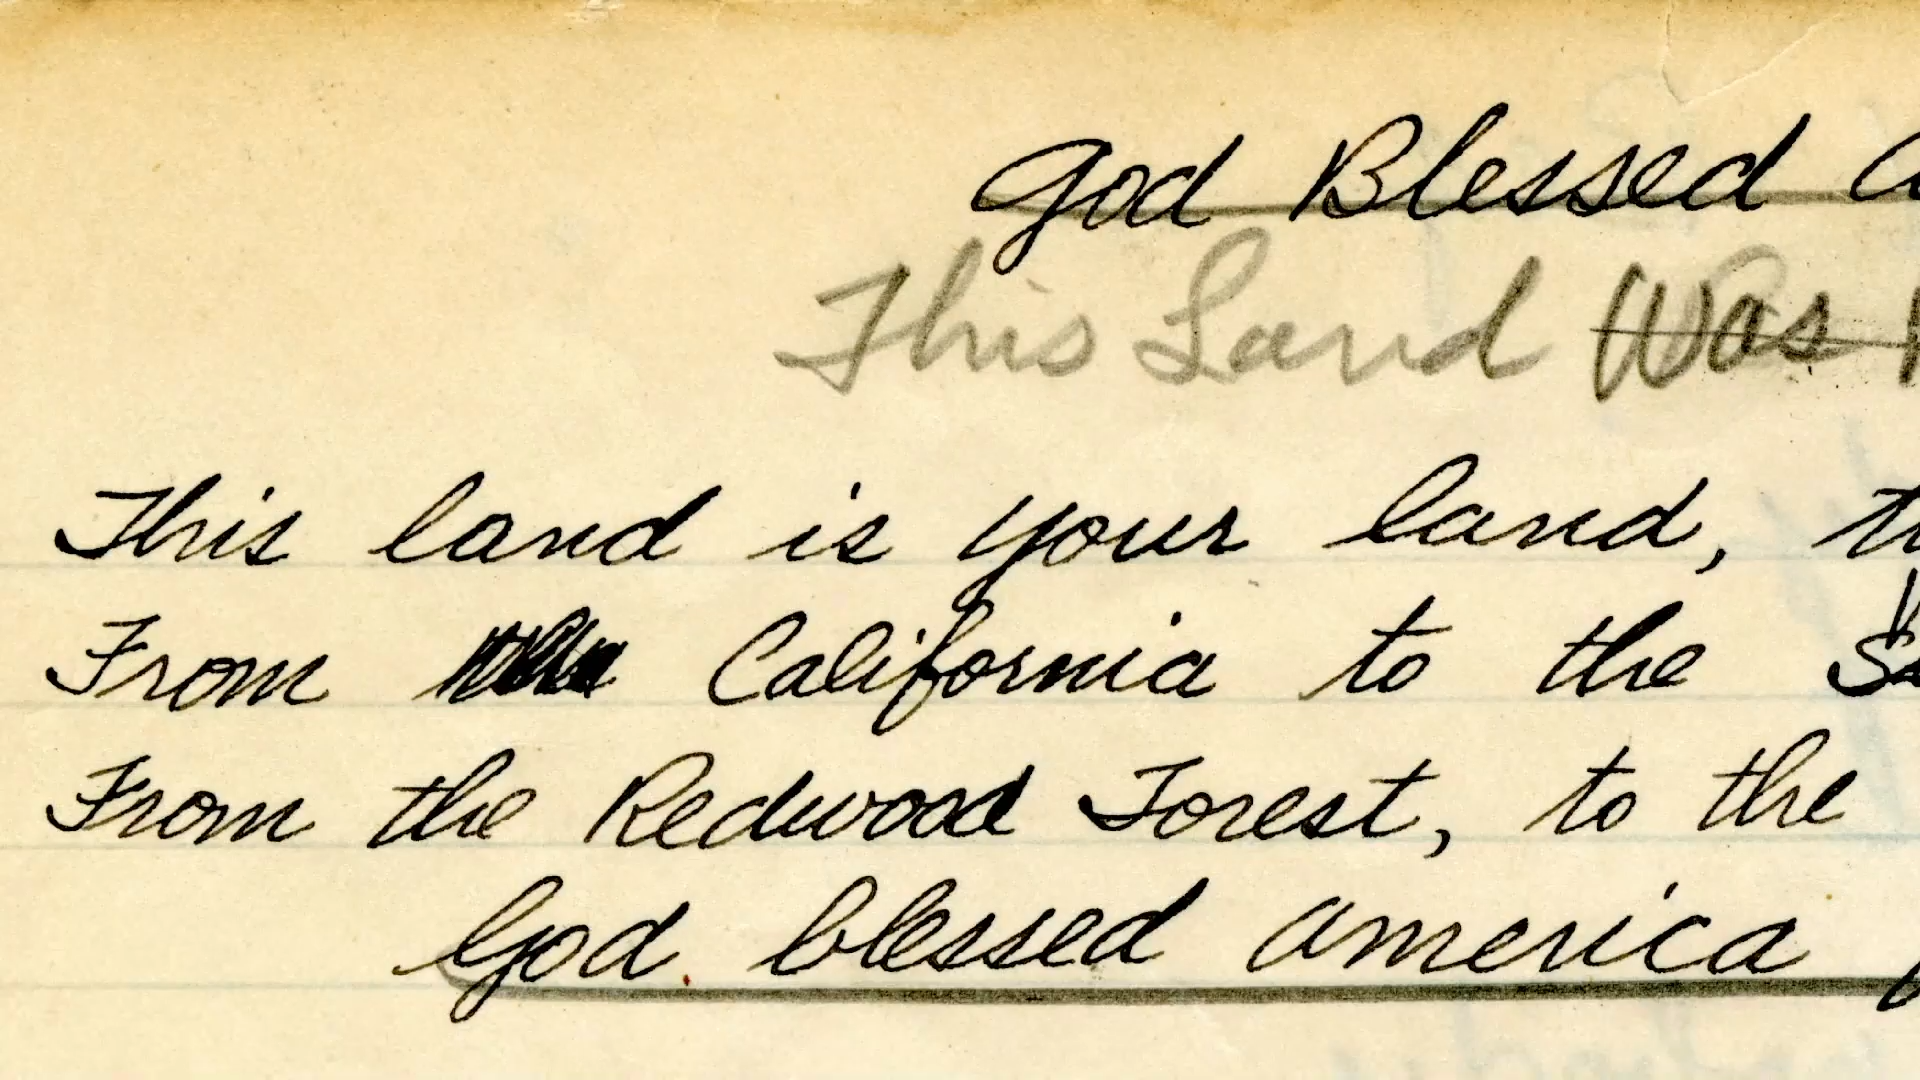 God Blessed
This Land Was
This land is your land,
From California to the
From the Redwood Forest, to the
God blessed America